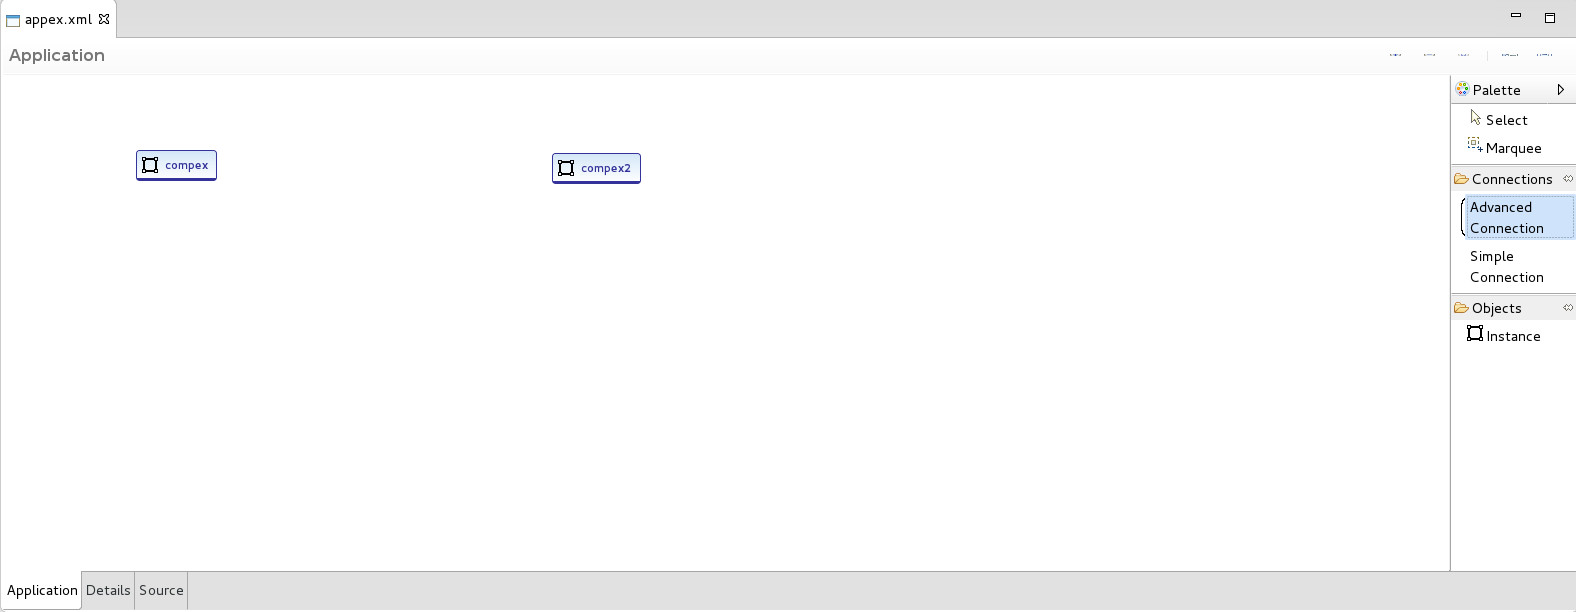 appex.xml
Application
Palette
Select
Marquee
Connections
Advanced
Connection
Simple
Connection
Objects
Instance
compex
compex2
Application
Details
Source